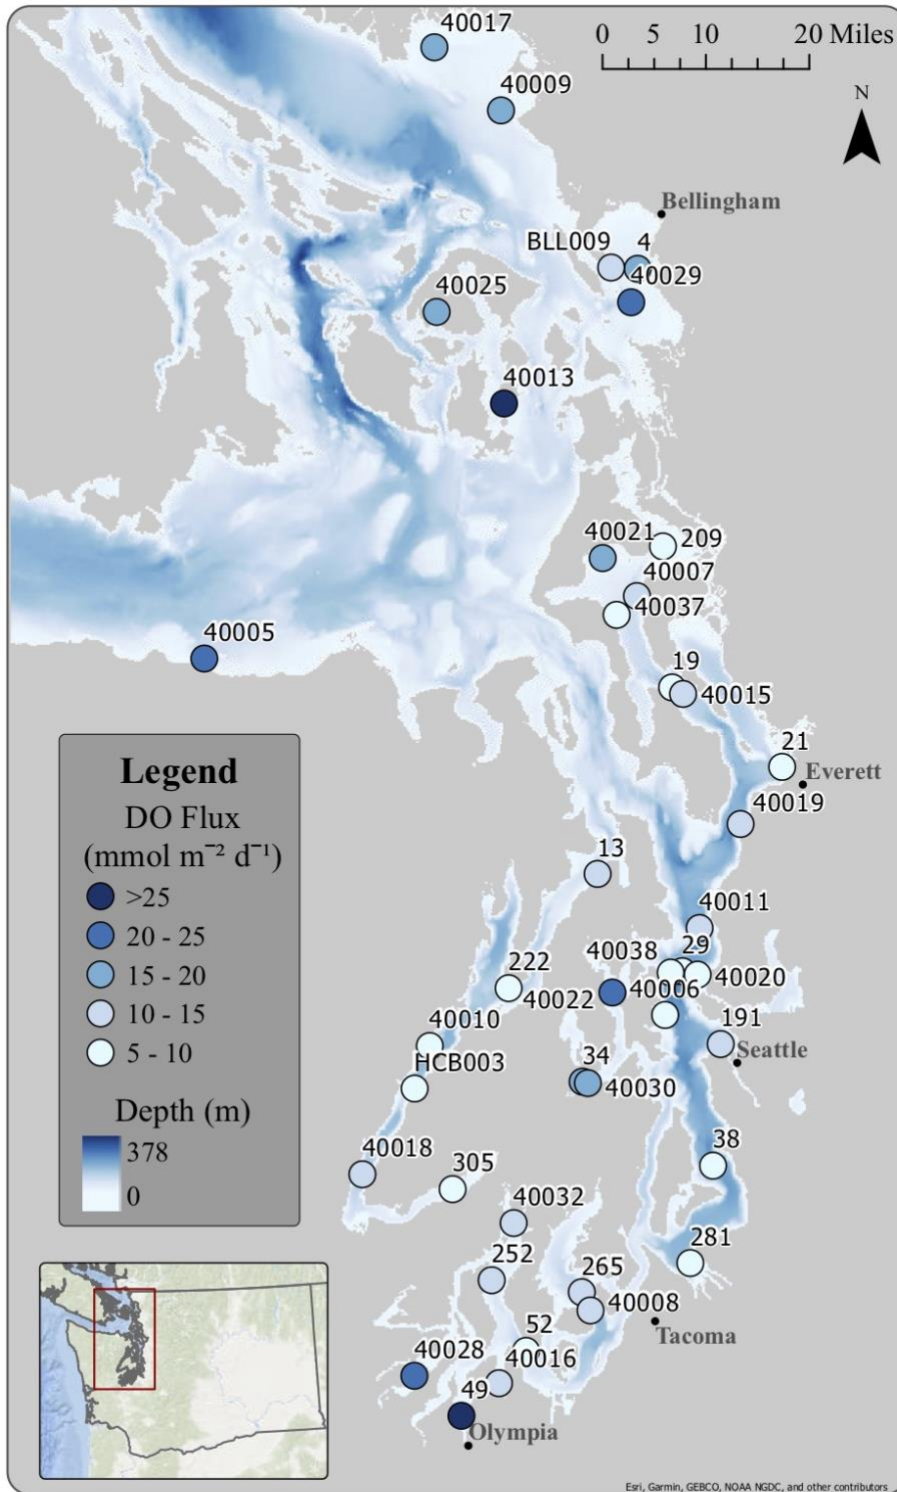 40017
0 5 10 20 Miles
40009
N
Bellingham
BLL009 4
40029
40025
40013
40021 209
40007
40037
40005
19
40015
21
Everett
40019
Legend
DO Flux
(mmol m⁻² d⁻¹)
>25
20 - 25
15 - 20
10 - 15
5 - 10
Depth (m)
378
0
13
40011
40038 29
40020
222
40022 40006
40010
191
Seattle
HCB003
34
40030
40018 305
38
40032
252 265 281
40008
Tacoma
52
40028 40016
49
Olympia
Esri, Garmin, GEBCO, NOAA NGDC, and other contributors